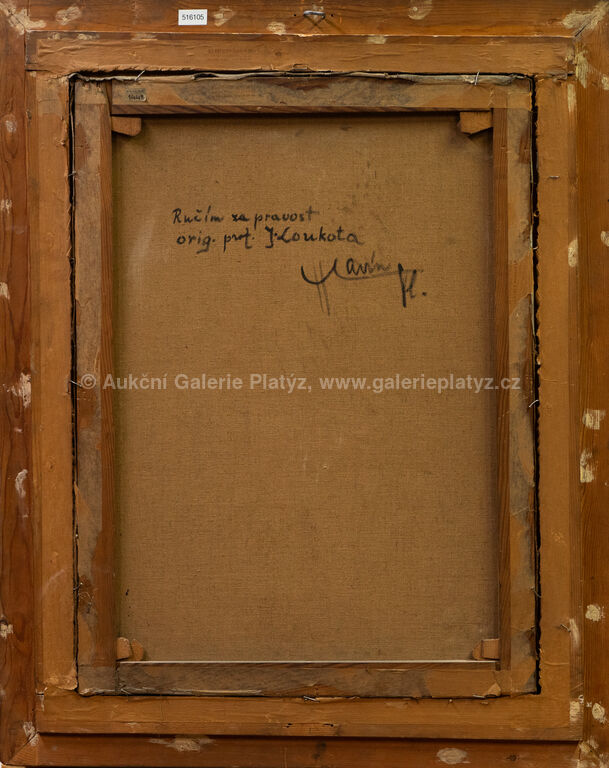 516105
Ručím za pravost
orig. prof. J. Loukota
© Aukční Galerie Platýz, www.galerieplatyz.cz